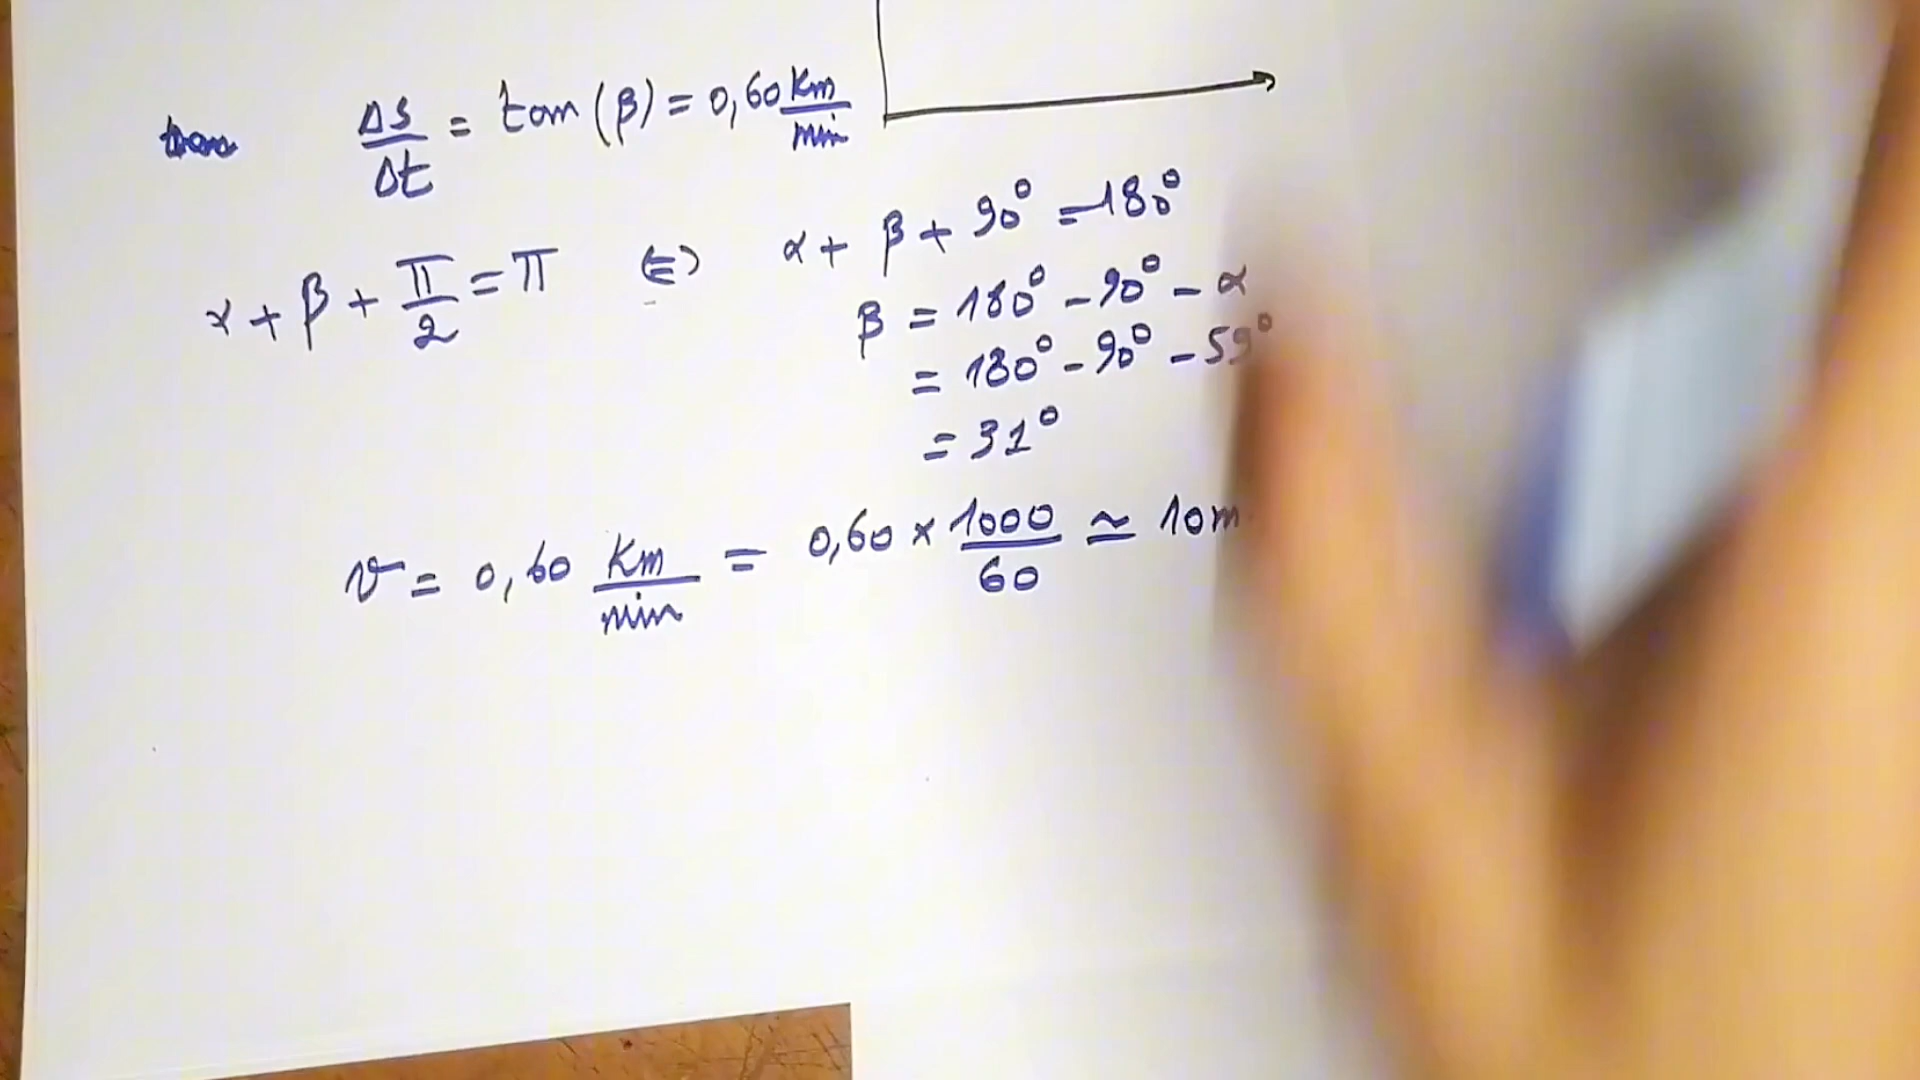 Δs/Δt = tan(β) = 0,60 Km/min
α + β + π/2 = π ⇔ α + β + 90° = 180°
β = 180° - 90° - α
= 180° - 90° - 59°
= 31°
v = 0,60 Km/min = 0,60 × 1000/60 ≃ 10m